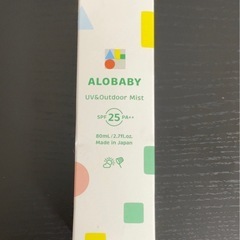 ALOBABY
UV&Outdoor Mist
SPF 25 PA++
80mL/2.7fl.oz.
Made in Japan